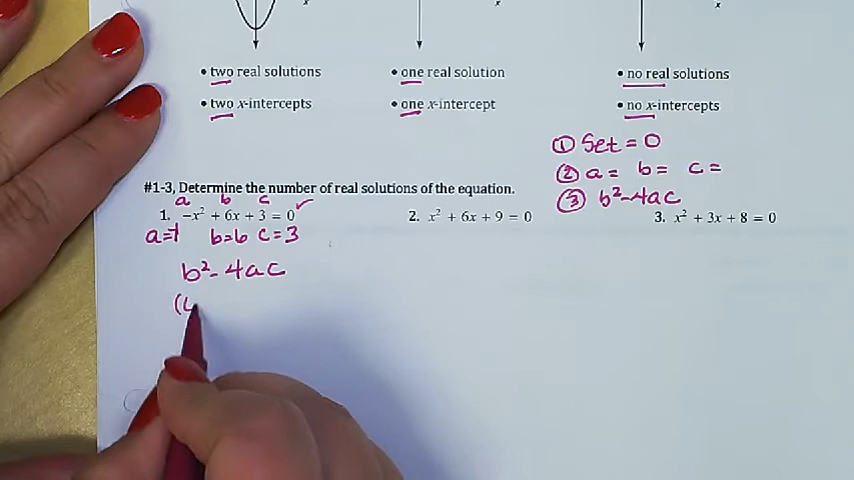 x x x
• two real solutions • one real solution • no real solutions
• two x-intercepts • one x-intercept • no x-intercepts
① Set = 0
② a = b = c =
③ b² - 4ac
#1-3, Determine the number of real solutions of the equation.
a b c
1. −x² + 6x + 3 = 0 ✓ 2. x² + 6x + 9 = 0 3. x² + 3x + 8 = 0
a=-1 b=6 c=3
b² - 4ac
(